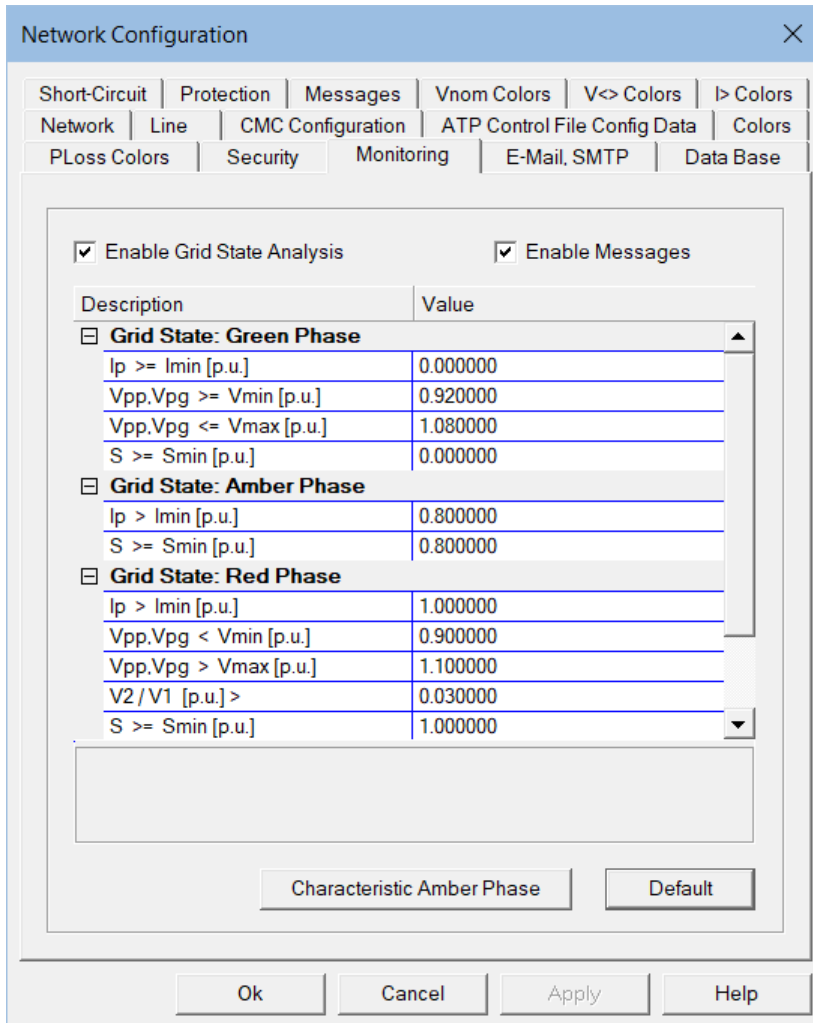 Network Configuration
Short-Circuit Protection Messages Vnom Colors V<> Colors I> Colors
Network Line CMC Configuration ATP Control File Config Data Colors
PLoss Colors Security Monitoring E-Mail, SMTP Data Base
Enable Grid State Analysis Enable Messages
Description Value
Grid State: Green Phase
Ip >= Imin [p.u.] 0.000000
Vpp,Vpg >= Vmin [p.u.] 0.920000
Vpp,Vpg <= Vmax [p.u.] 1.080000
S >= Smin [p.u.] 0.000000
Grid State: Amber Phase
Ip > Imin [p.u.] 0.800000
S >= Smin [p.u.] 0.800000
Grid State: Red Phase
Ip > Imin [p.u.] 1.000000
Vpp,Vpg < Vmin [p.u.] 0.900000
Vpp,Vpg > Vmax [p.u.] 1.100000
V2 / V1 [p.u.] > 0.030000
S >= Smin [p.u.] 1.000000
Characteristic Amber Phase Default
Ok Cancel Apply Help